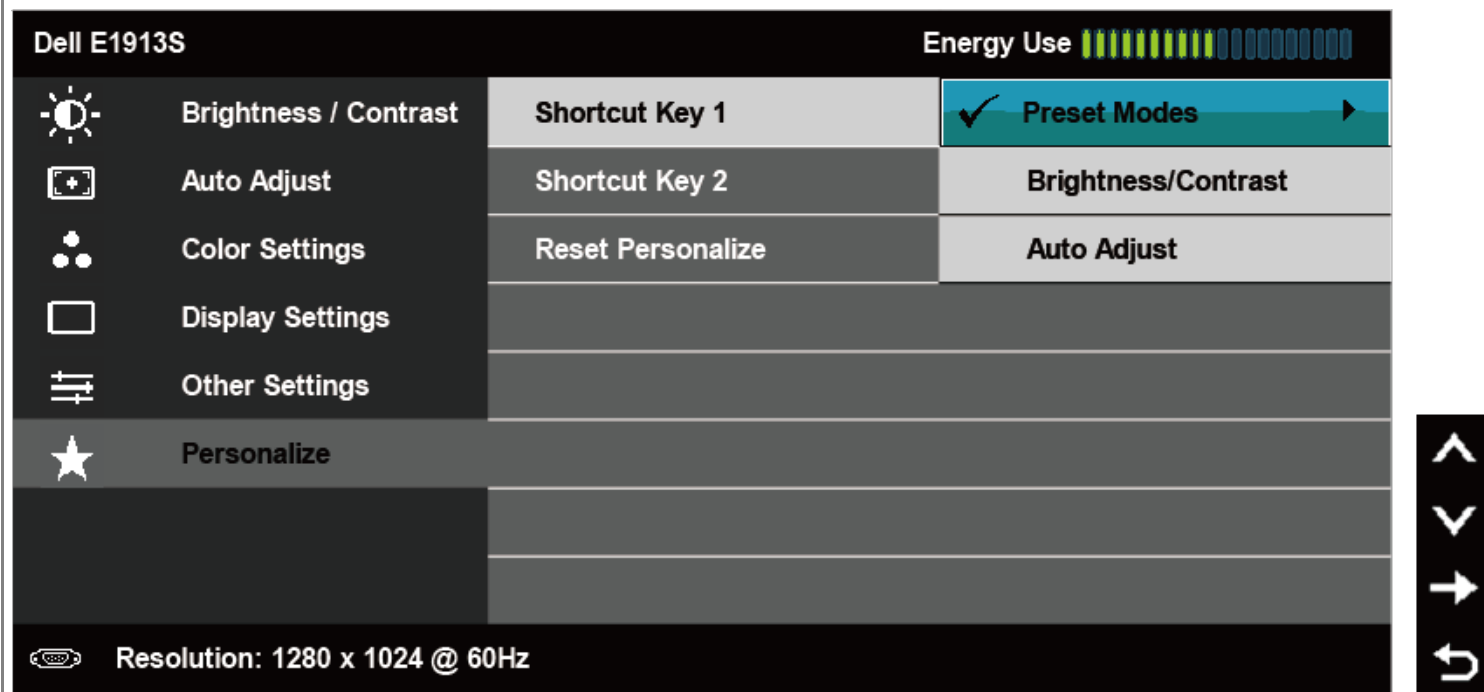 Dell E1913S Energy Use
Brightness / Contrast Shortcut Key 1 Preset Modes
Auto Adjust Shortcut Key 2 Brightness/Contrast
Color Settings Reset Personalize Auto Adjust
Display Settings
Other Settings
Personalize
Resolution: 1280 x 1024 @ 60Hz